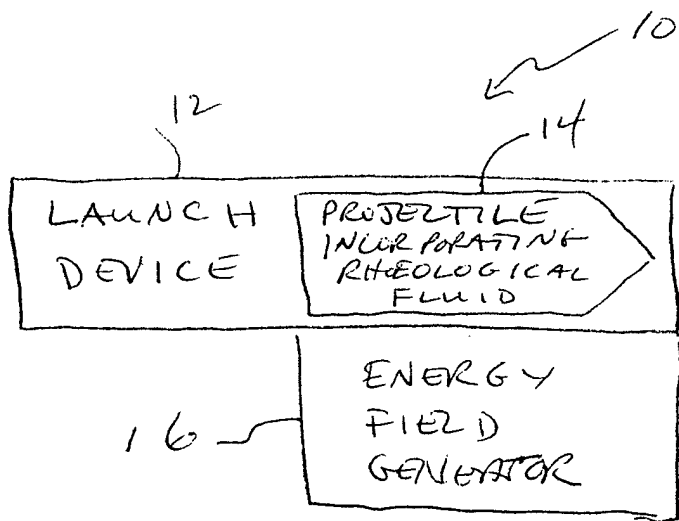 10
12
14
LAUNCH
DEVICE
PROJECTILE
INCORPORATING
RHEOLOGICAL
FLUID
16
ENERGY
FIELD
GENERATOR